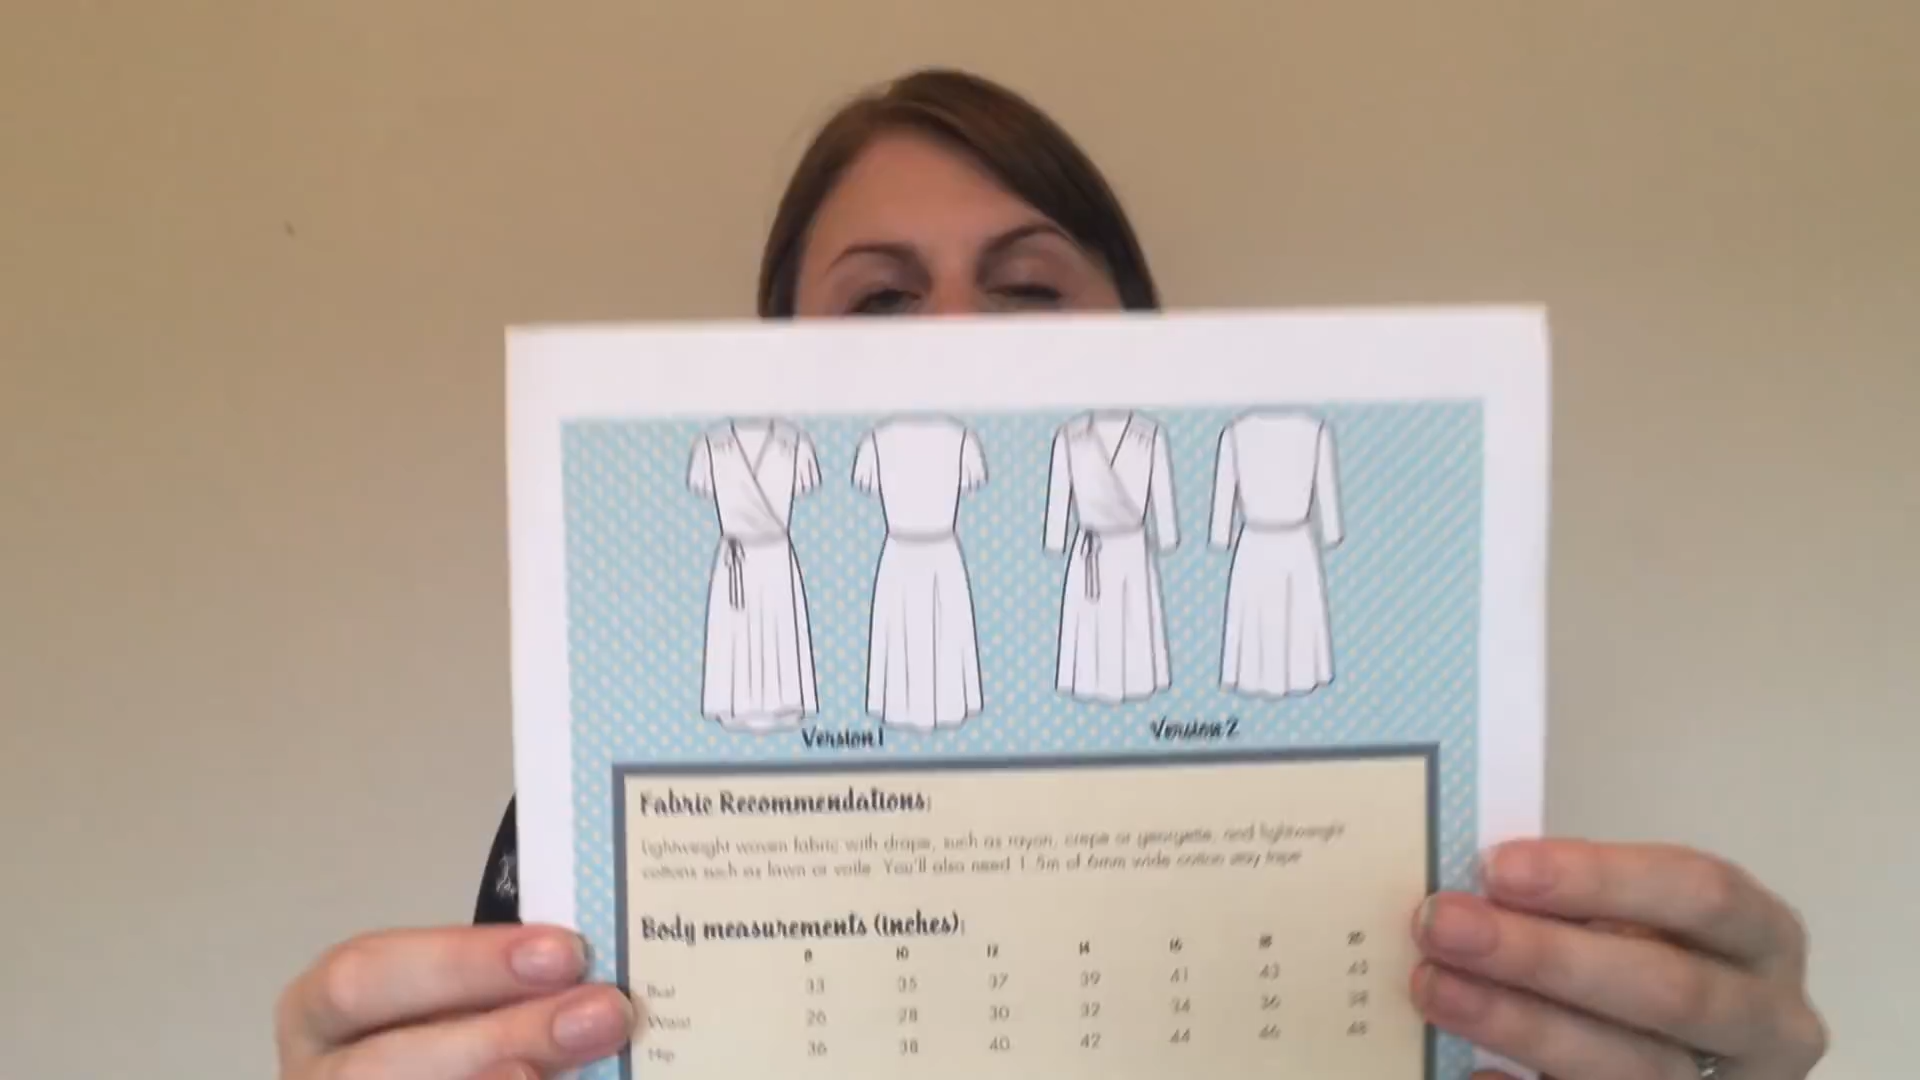 Version 1
Version 2
Fabric Recommendations:
Lightweight woven fabric with drape, such as rayon, crepe or georgette, and lightweight
cottons such as lawn or voile. You'll also need 1.5m of 6mm wide cotton stay tape
Body measurements (inches):
8 10 12 14 16 18 20
Bust 33 35 37 39 41 43 45
Waist 26 28 30 32 34 36 38
Hip 36 38 40 42 44 46 48